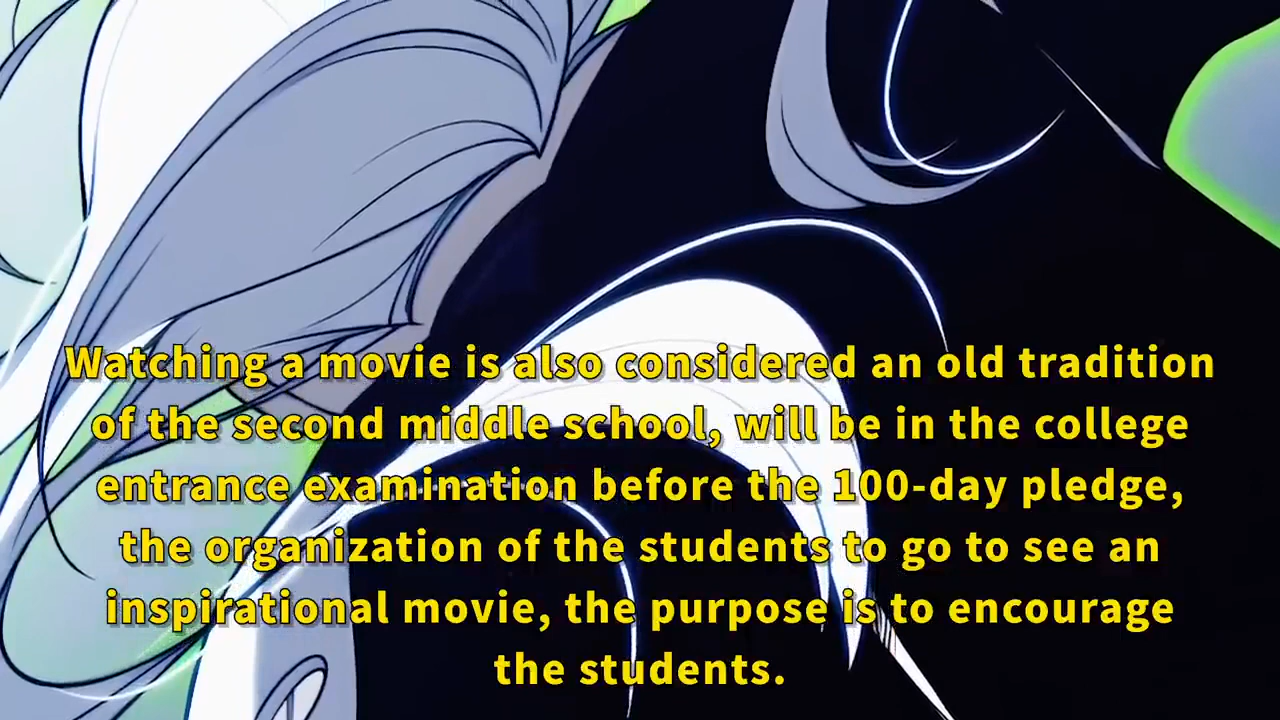 Watching a movie is also considered an old tradition
of the second middle school, will be in the college
entrance examination before the 100-day pledge,
the organization of the students to go to see an
inspirational movie, the purpose is to encourage
the students.